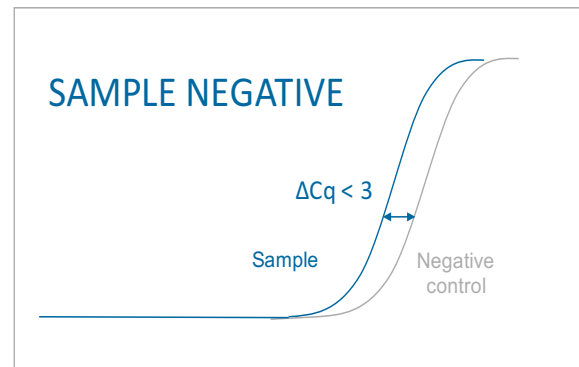 SAMPLE NEGATIVE
ΔCq < 3
Sample
Negative
control